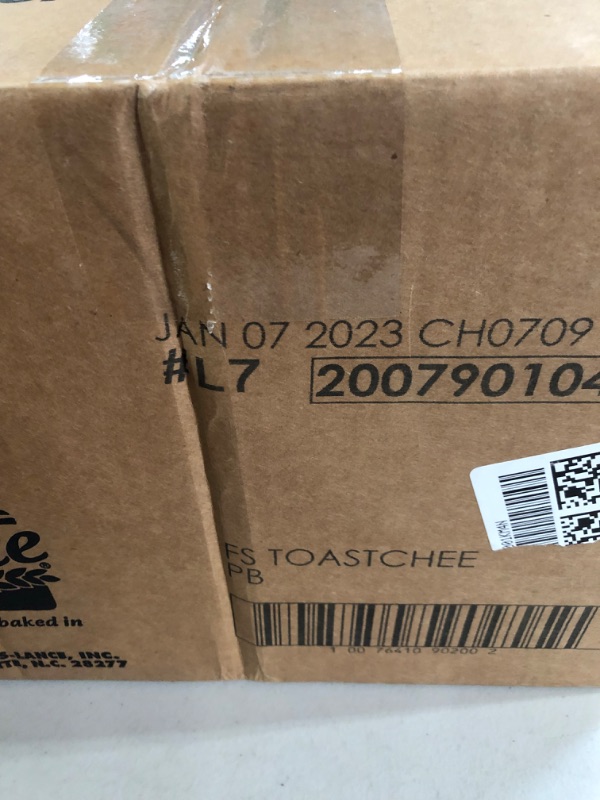 JAN 07 2023 CH0709
#L7 200790104
FS TOASTCHEE
PB
baked in
S-LANCE, INC.
N.C. 28277
1 00 76410 90200 2